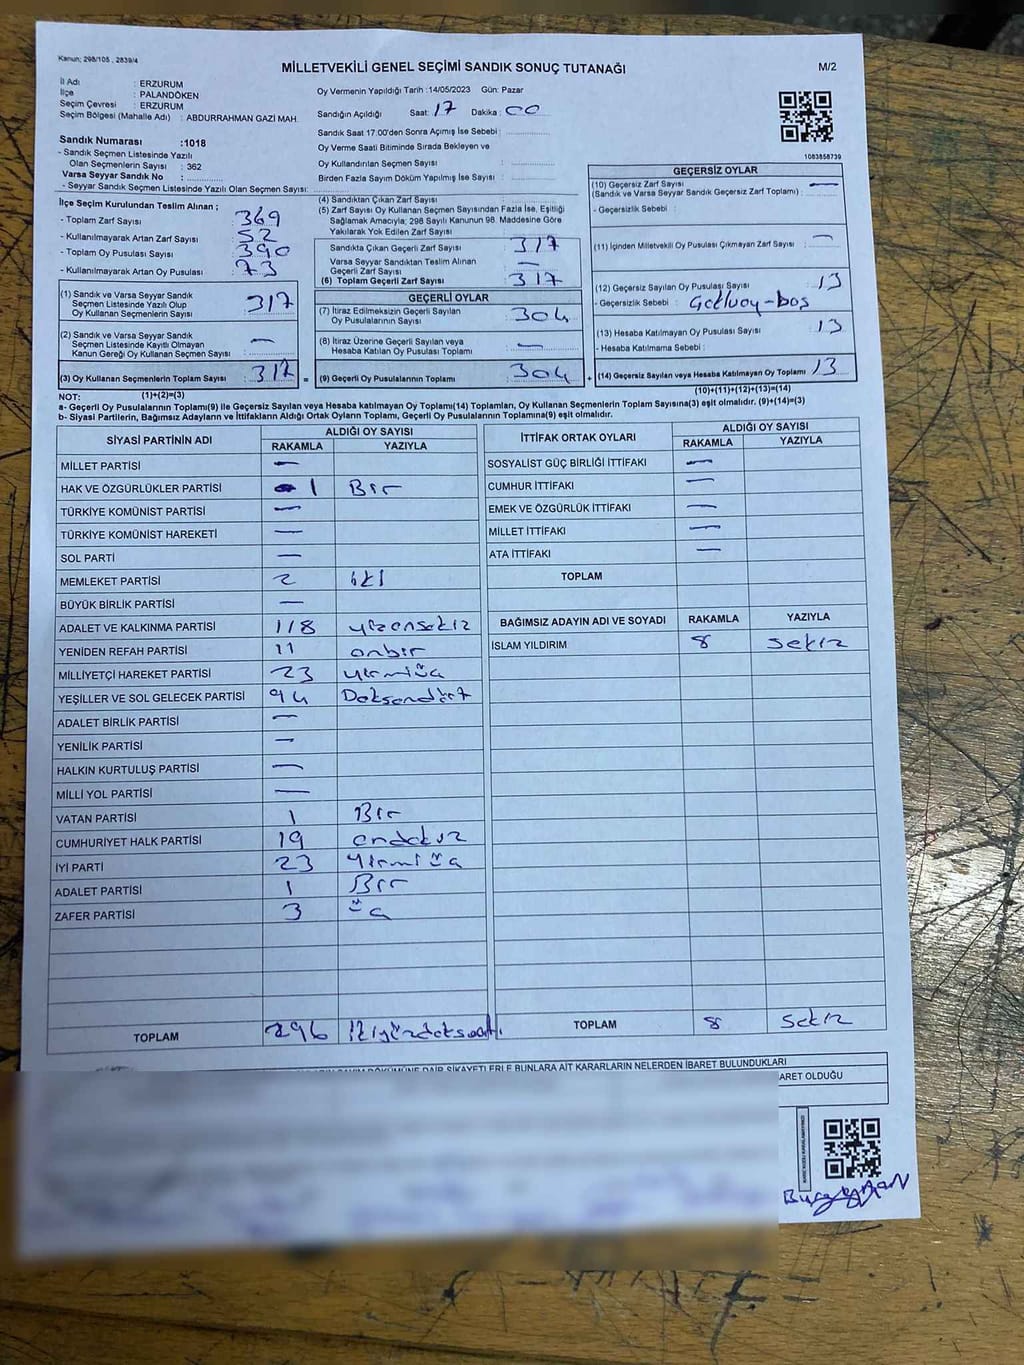 Kanun; 298/105 , 2839/4
MİLLETVEKİLİ GENEL SEÇİMİ SANDIK SONUÇ TUTANAĞI
M/2
İl Adı : ERZURUM
İlçe : PALANDÖKEN
Seçim Çevresi : ERZURUM
Seçim Bölgesi (Mahalle Adı) : ABDURRAHMAN GAZİ MAH.
Oy Vermenin Yapıldığı Tarih :14/05/2023 Gün: Pazar
Sandığın Açıldığı Saat: 17 Dakika : 00
Sandık Saat 17:00'den Sonra Açımış İse Sebebi :
Oy Verme Saati Bitiminde Sırada Bekleyen ve
Oy Kullandırılan Seçmen Sayısı :
Birden Fazla Sayım Döküm Yapılmış İse Sayısı :
1083858739
Sandık Numarası :1018
- Sandık Seçmen Listesinde Yazılı
Olan Seçmenlerin Sayısı : 362
Varsa Seyyar Sandık No :
- Seyyar Sandık Seçmen Listesinde Yazılı Olan Seçmen Sayısı:
İlçe Seçim Kurulundan Teslim Alınan ;
- Toplam Zarf Sayısı : 369
- Kullanılmayarak Artan Zarf Sayısı : 52
- Toplam Oy Pusulası Sayısı : 390
- Kullanılmayarak Artan Oy Pusulası : 73
(1) Sandık ve Varsa Seyyar Sandık
Seçmen Listesinde Yazılı Olup
Oy Kullanan Seçmenlerin Sayısı : 317
(2) Sandık ve Varsa Seyyar Sandık
Seçmen Listesinde Kayıtlı Olmayan
Kanun Gereği Oy Kullanan Seçmen Sayısı : —
(3) Oy Kullanan Seçmenlerin Toplam Sayısı : 317 =
(4) Sandıktan Çıkan Zarf Sayısı :
(5) Zarf Sayısı Oy Kullanan Seçmen Sayısından Fazla İse, Eşitliği
Sağlamak Amacıyla; 298 Sayılı Kanunun 98. Maddesine Göre
Yakılarak Yok Edilen Zarf Sayısı :
Sandıkta Çıkan Geçerli Zarf Sayısı : 317
Varsa Seyyar Sandıktan Teslim Alınan
Geçerli Zarf Sayısı : —
(6) Toplam Geçerli Zarf Sayısı : 317
GEÇERLİ OYLAR
(7) İtiraz Edilmeksizin Geçerli Sayılan
Oy Pusulalarının Sayısı : 304
(8) İtiraz Üzerine Geçerli Sayılan veya
Hesaba Katılan Oy Pusulası Toplamı : —
(9) Geçerli Oy Pusulalarının Toplamı : 304 +
GEÇERSİZ OYLAR
(10) Geçersiz Zarf Sayısı —
(Sandık ve Varsa Seyyar Sandık Geçersiz Zarf Toplamı) :
- Geçersizlik Sebebi :
(11) İçinden Milletvekili Oy Pusulası Çıkmayan Zarf Sayısı : —
(12) Geçersiz Sayılan Oy Pusulası Sayısı : 13
- Geçersizlik Sebebi :
(13) Hesaba Katılmayan Oy Pusulası Sayısı : 13
- Hesaba Katılmama Sebebi :
(14) Geçersiz Sayılan veya Hesaba Katılmayan Oy Toplamı : 13
NOT: (1)+(2)=(3)
(10)+(11)+(12)+(13)=(14)
a- Geçerli Oy Pusulalarının Toplamı(9) ile Geçersiz Sayılan veya Hesaba katılmayan Oy Toplamı(14) Toplamları, Oy Kullanan Seçmenlerin Toplam Sayısına(3) eşit olmalıdır. (9)+(14)=(3)
b- Siyasi Partilerin, Bağımsız Adayların ve İttifakların Aldığı Ortak Oyların Toplamı, Geçerli Oy Pusulalarının Toplamına(9) eşit olmalıdır.
SİYASİ PARTİNİN ADI ALDIĞI OY SAYISI
RAKAMLA YAZIYLA
MİLLET PARTİSİ —
HAK VE ÖZGÜRLÜKLER PARTİSİ 1 Bir
TÜRKİYE KOMÜNİST PARTİSİ —
TÜRKİYE KOMÜNİST HAREKETİ —
SOL PARTİ —
MEMLEKET PARTİSİ 2 iki
BÜYÜK BİRLİK PARTİSİ —
ADALET VE KALKINMA PARTİSİ 118 yüzonsekiz
YENİDEN REFAH PARTİSİ 11 onbir
MİLLİYETÇİ HAREKET PARTİSİ 23 yirmiüç
YEŞİLLER VE SOL GELECEK PARTİSİ 94 Doksandört
ADALET BİRLİK PARTİSİ —
YENİLİK PARTİSİ —
HALKIN KURTULUŞ PARTİSİ —
MİLLİ YOL PARTİSİ —
VATAN PARTİSİ 1 Bir
CUMHURİYET HALK PARTİSİ 19 ondokuz
İYİ PARTİ 23 Yirmiüç
ADALET PARTİSİ 1 Bir
ZAFER PARTİSİ 3 üç
TOPLAM 296 İkiyüzdoksanaltı
İTTİFAK ORTAK OYLARI ALDIĞI OY SAYISI
RAKAMLA YAZIYLA
SOSYALİST GÜÇ BİRLİĞİ İTTİFAKI —
CUMHUR İTTİFAKI —
EMEK VE ÖZGÜRLÜK İTTİFAKI —
MİLLET İTTİFAKI —
ATA İTTİFAKI —
TOPLAM
BAĞIMSIZ ADAYIN ADI VE SOYADI RAKAMLA YAZIYLA
İSLAM YILDIRIM 8 sekiz
TOPLAM 8 sekiz
DÖKÜMÜNE DAİR ŞİKAYETLERLE BUNLARA AİT KARARLARIN NELERDEN İBARET BULUNDUKLARI
ARET OLDUĞU